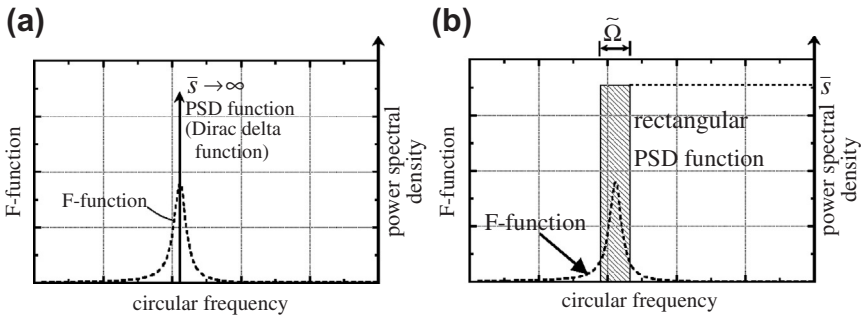 (a)
s̅ → ∞
PSD function
(Dirac delta
function)
F-function
F-function
power spectral
density
circular frequency
(b)
Ω̃
s̅
rectangular
PSD function
F-function
F-function
power spectral
density
circular frequency